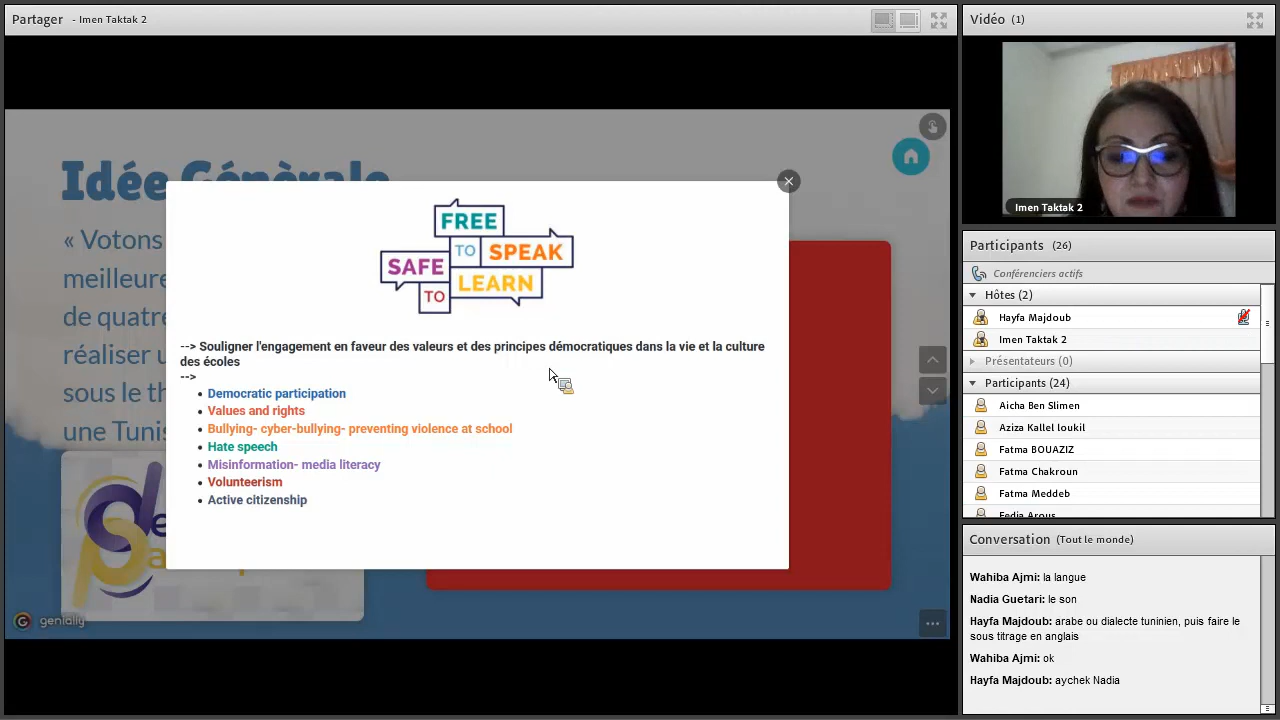 Partager - Imen Taktak 2
Idée Générale
« Votons
meilleure
de quatre
réaliser u
sous le th
une Tunis
FREE
TO SPEAK
SAFE
TO LEARN
--> Souligner l'engagement en faveur des valeurs et des principes démocratiques dans la vie et la culture
des écoles
-->
• Democratic participation
• Values and rights
• Bullying- cyber-bullying- preventing violence at school
• Hate speech
• Misinformation- media literacy
• Volunteerism
• Active citizenship
genially
Vidéo (1)
Imen Taktak 2
Participants (26)
Conférenciers actifs
Hôtes (2)
Hayfa Majdoub
Imen Taktak 2
Présentateurs (0)
Participants (24)
Aicha Ben Slimen
Aziza Kallel loukil
Fatma BOUAZIZ
Fatma Chakroun
Fatma Meddeb
Fedia Arous
Conversation (Tout le monde)
Wahiba Ajmi: la langue
Nadia Guetari: le son
Hayfa Majdoub: arabe ou dialecte tuninien, puis faire le
sous titrage en anglais
Wahiba Ajmi: ok
Hayfa Majdoub: aychek Nadia